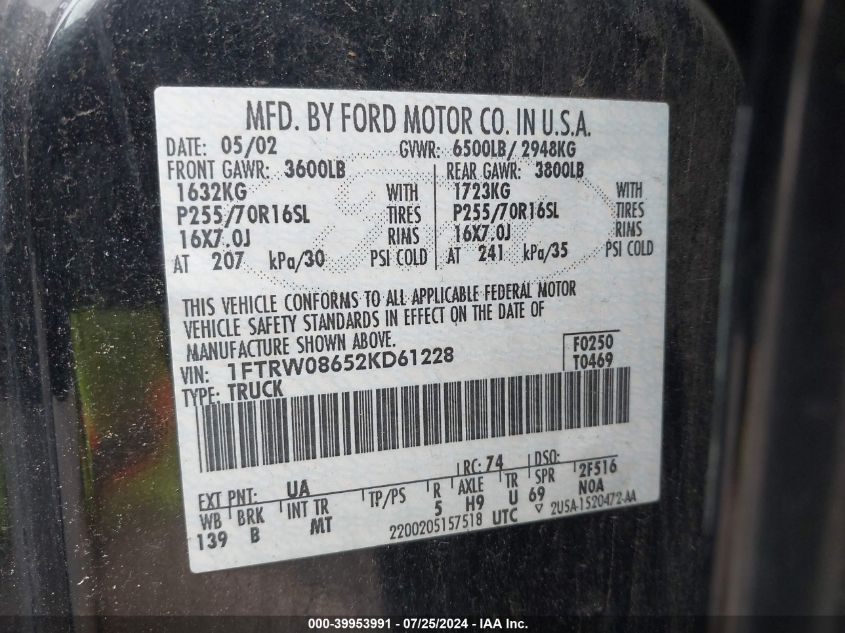 MFD. BY FORD MOTOR CO. IN U.S.A.
DATE: 05/02 GVWR: 6500LB/ 2948KG
FRONT GAWR: 3600LB REAR GAWR: 3800LB
1632KG WITH 1723KG WITH
P255/70R16SL TIRES P255/70R16SL TIRES
16X7.0J RIMS 16X7.0J RIMS
AT 207 kPa/30 PSI COLD AT 241 kPa/35 PSI COLD
THIS VEHICLE CONFORMS TO ALL APPLICABLE FEDERAL MOTOR
VEHICLE SAFETY STANDARDS IN EFFECT ON THE DATE OF
MANUFACTURE SHOWN ABOVE.
VIN: 1FTRW08652KD61228 F0250
TYPE: TRUCK T0469
EXT PNT: UA RC: 74 DSO: 2F516
WB BRK INT TR TP/PS R AXLE TR SPR N0A
139 B MT 5 H9 U 69
2200205157518 UTC ▽ 2U5A-1520472-AA
000-39953991 - 07/25/2024 - IAA Inc.